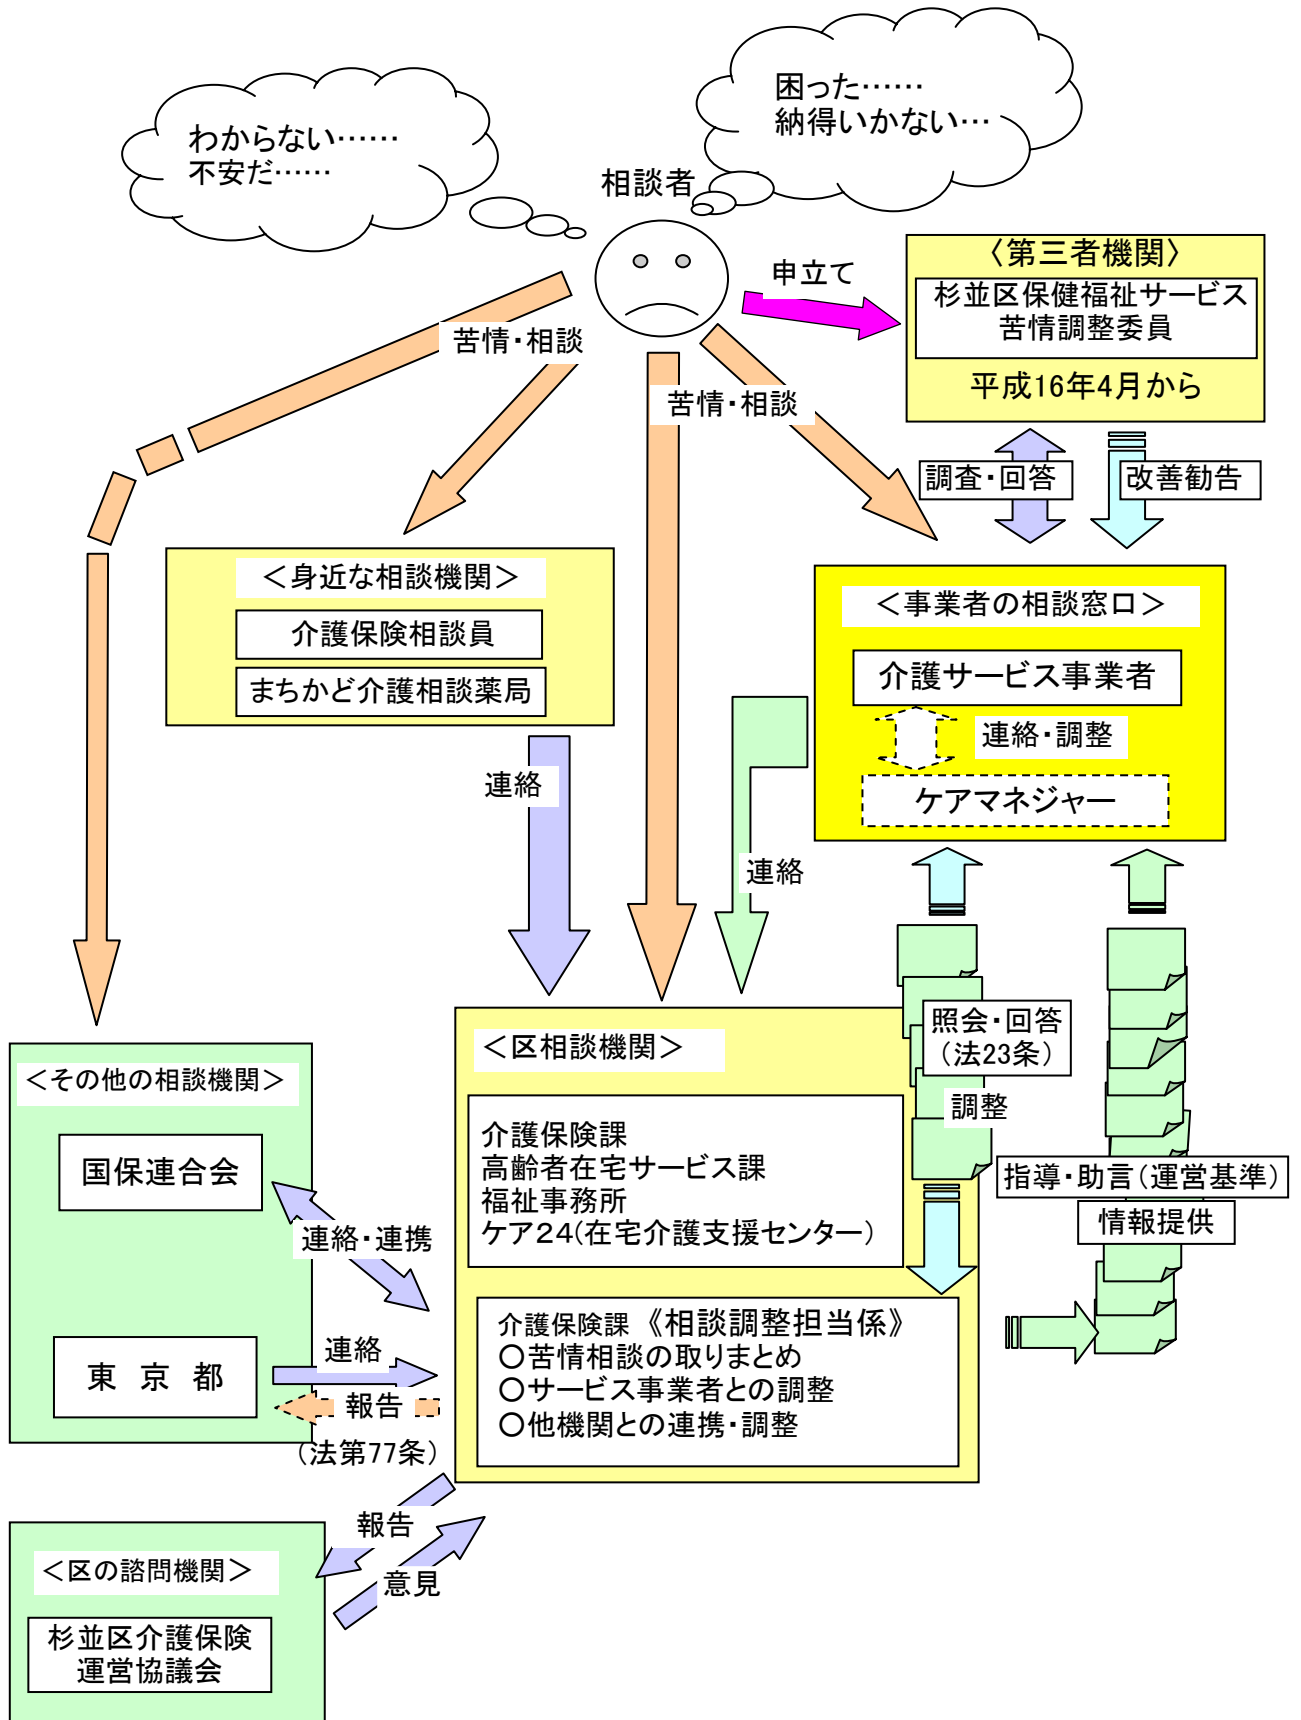 困った……
納得いかない…
わからない……
不安だ……
相談者
申立て
〈第三者機関〉
杉並区保健福祉サービス
苦情調整委員
平成16年4月から
苦情・相談
苦情・相談
調査・回答
改善勧告
＜身近な相談機関＞
介護保険相談員
まちかど介護相談薬局
＜事業者の相談窓口＞
介護サービス事業者
連絡・調整
ケアマネジャー
連絡
連絡
＜区相談機関＞
照会・回答
（法23条）
調整
介護保険課
高齢者在宅サービス課
福祉事務所
ケア２４(在宅介護支援センター）
指導・助言（運営基準）
情報提供
＜その他の相談機関＞
国保連合会
連絡・連携
東　京　都
連絡
報告
（法第77条）
介護保険課 《相談調整担当係》
○苦情相談の取りまとめ
○サービス事業者との調整
○他機関との連携・調整
報告
意見
＜区の諮問機関＞
杉並区介護保険
運営協議会